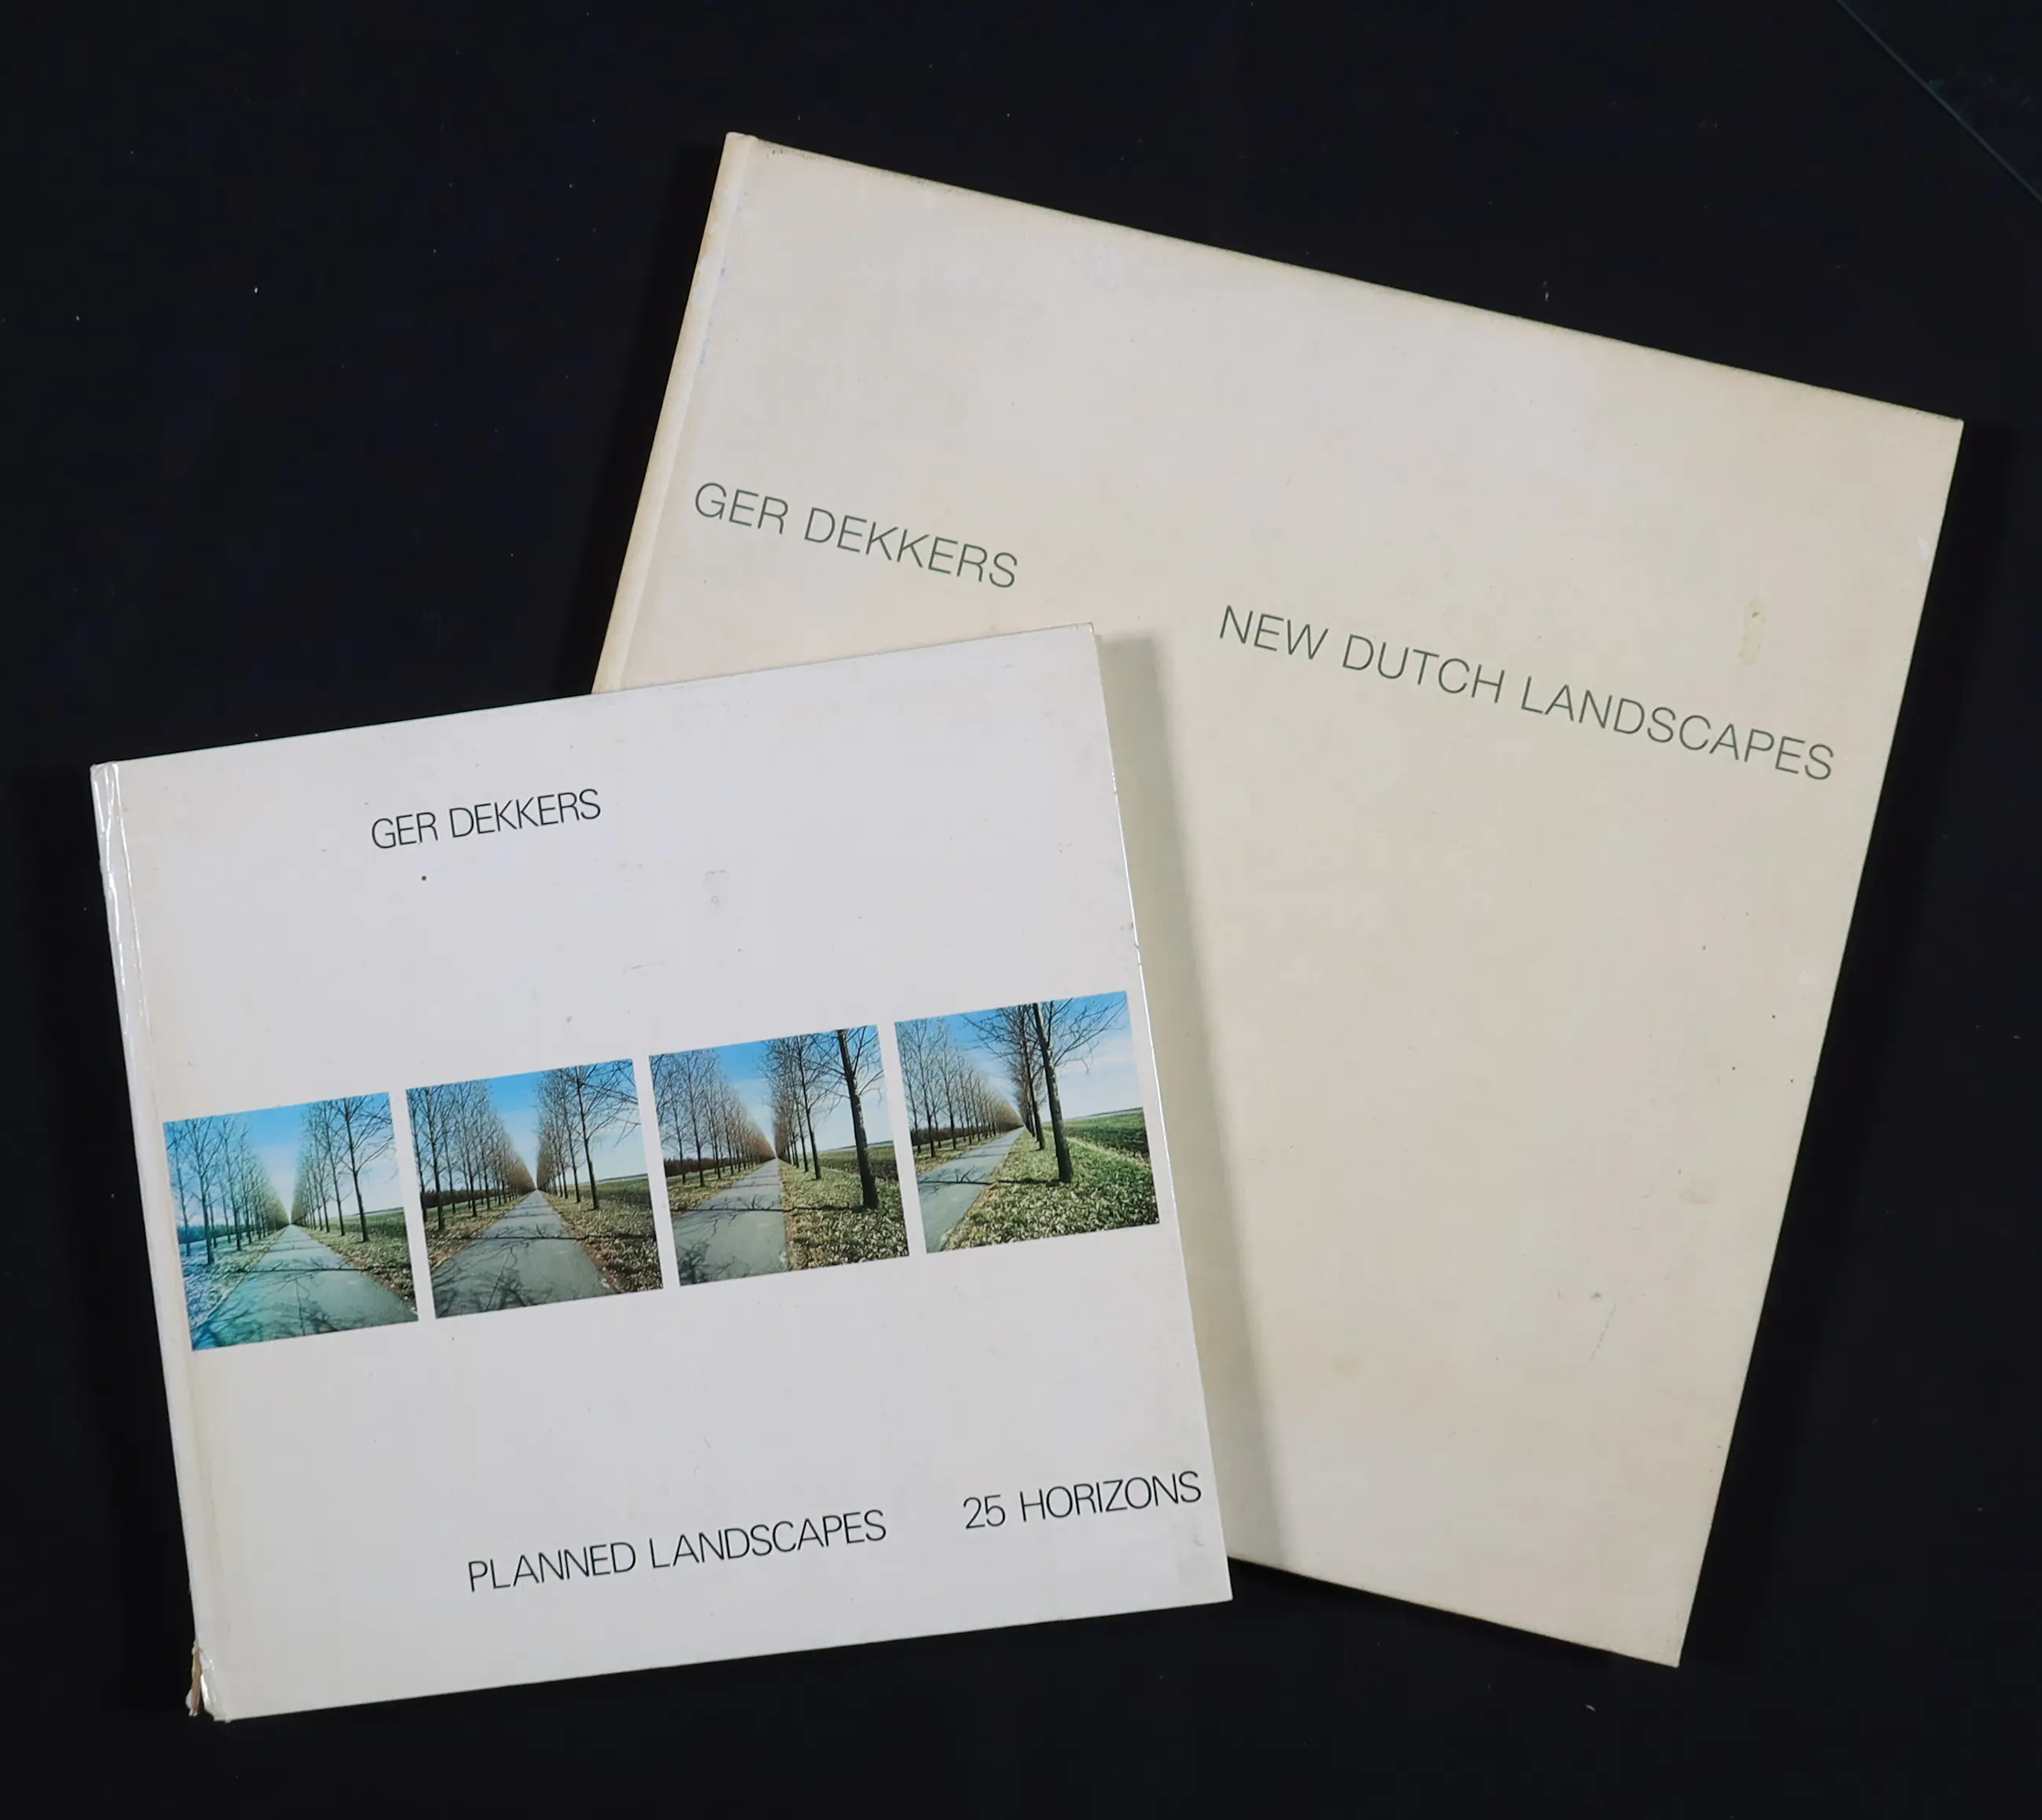 GER DEKKERS
NEW DUTCH LANDSCAPES
GER DEKKERS
PLANNED LANDSCAPES
25 HORIZONS